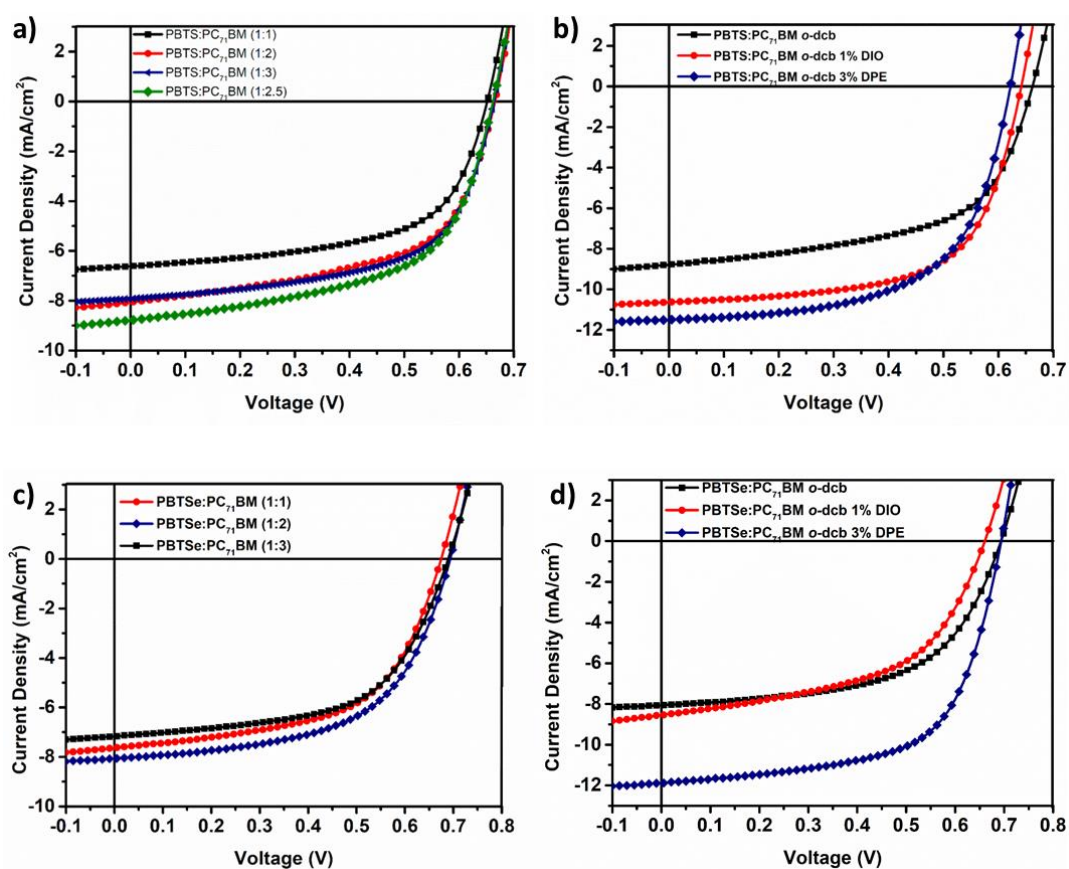 a)
PBTS:PC71BM (1:1)
PBTS:PC71BM (1:2)
PBTS:PC71BM (1:3)
PBTS:PC71BM (1:2.5)
2
0
-2
-4
-6
-8
-10
Current Density (mA/cm2)
-0.1 0.0 0.1 0.2 0.3 0.4 0.5 0.6 0.7
Voltage (V)
b)
PBTS:PC71BM o-dcb
PBTS:PC71BM o-dcb 1% DIO
PBTS:PC71BM o-dcb 3% DPE
2
0
-2
-4
-6
-8
-10
-12
Current Density (mA/cm2)
-0.1 0.0 0.1 0.2 0.3 0.4 0.5 0.6 0.7
Voltage (V)
c)
PBTSe:PC71BM (1:1)
PBTSe:PC71BM (1:2)
PBTSe:PC71BM (1:3)
2
0
-2
-4
-6
-8
-10
Current Density (mA/cm2)
-0.1 0.0 0.1 0.2 0.3 0.4 0.5 0.6 0.7 0.8
Voltage (V)
d)
PBTSe:PC71BM o-dcb
PBTSe:PC71BM o-dcb 1% DIO
PBTSe:PC71BM o-dcb 3% DPE
2
0
-2
-4
-6
-8
-10
-12
Current Density (mA/cm2)
-0.1 0.0 0.1 0.2 0.3 0.4 0.5 0.6 0.7 0.8
Voltage (V)